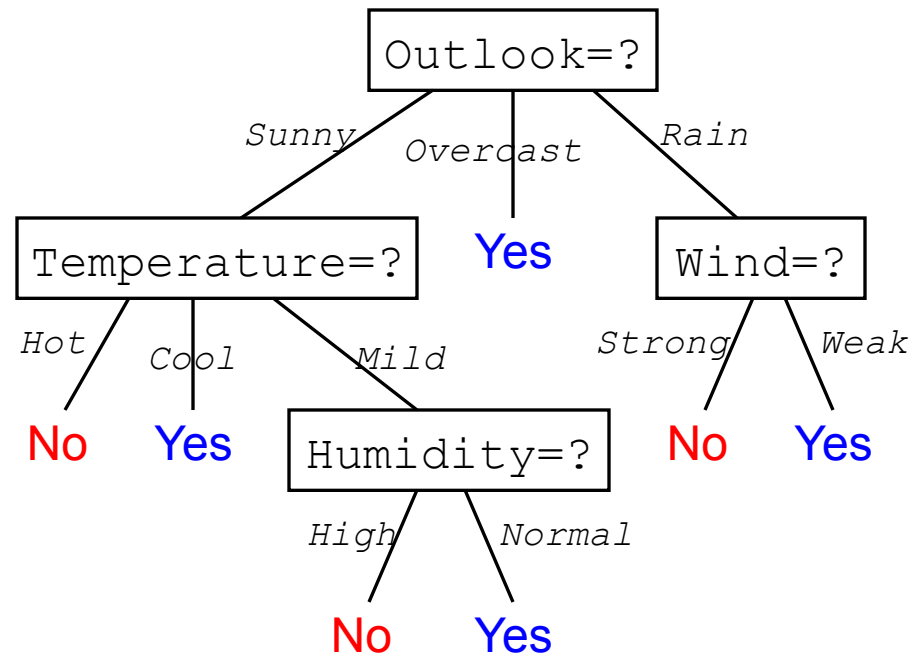 Outlook=?
Sunny
Overcast
Rain
Temperature=?
Yes
Wind=?
Hot
Cool
Mild
Strong
Weak
No
Yes
Humidity=?
No
Yes
High
Normal
No
Yes